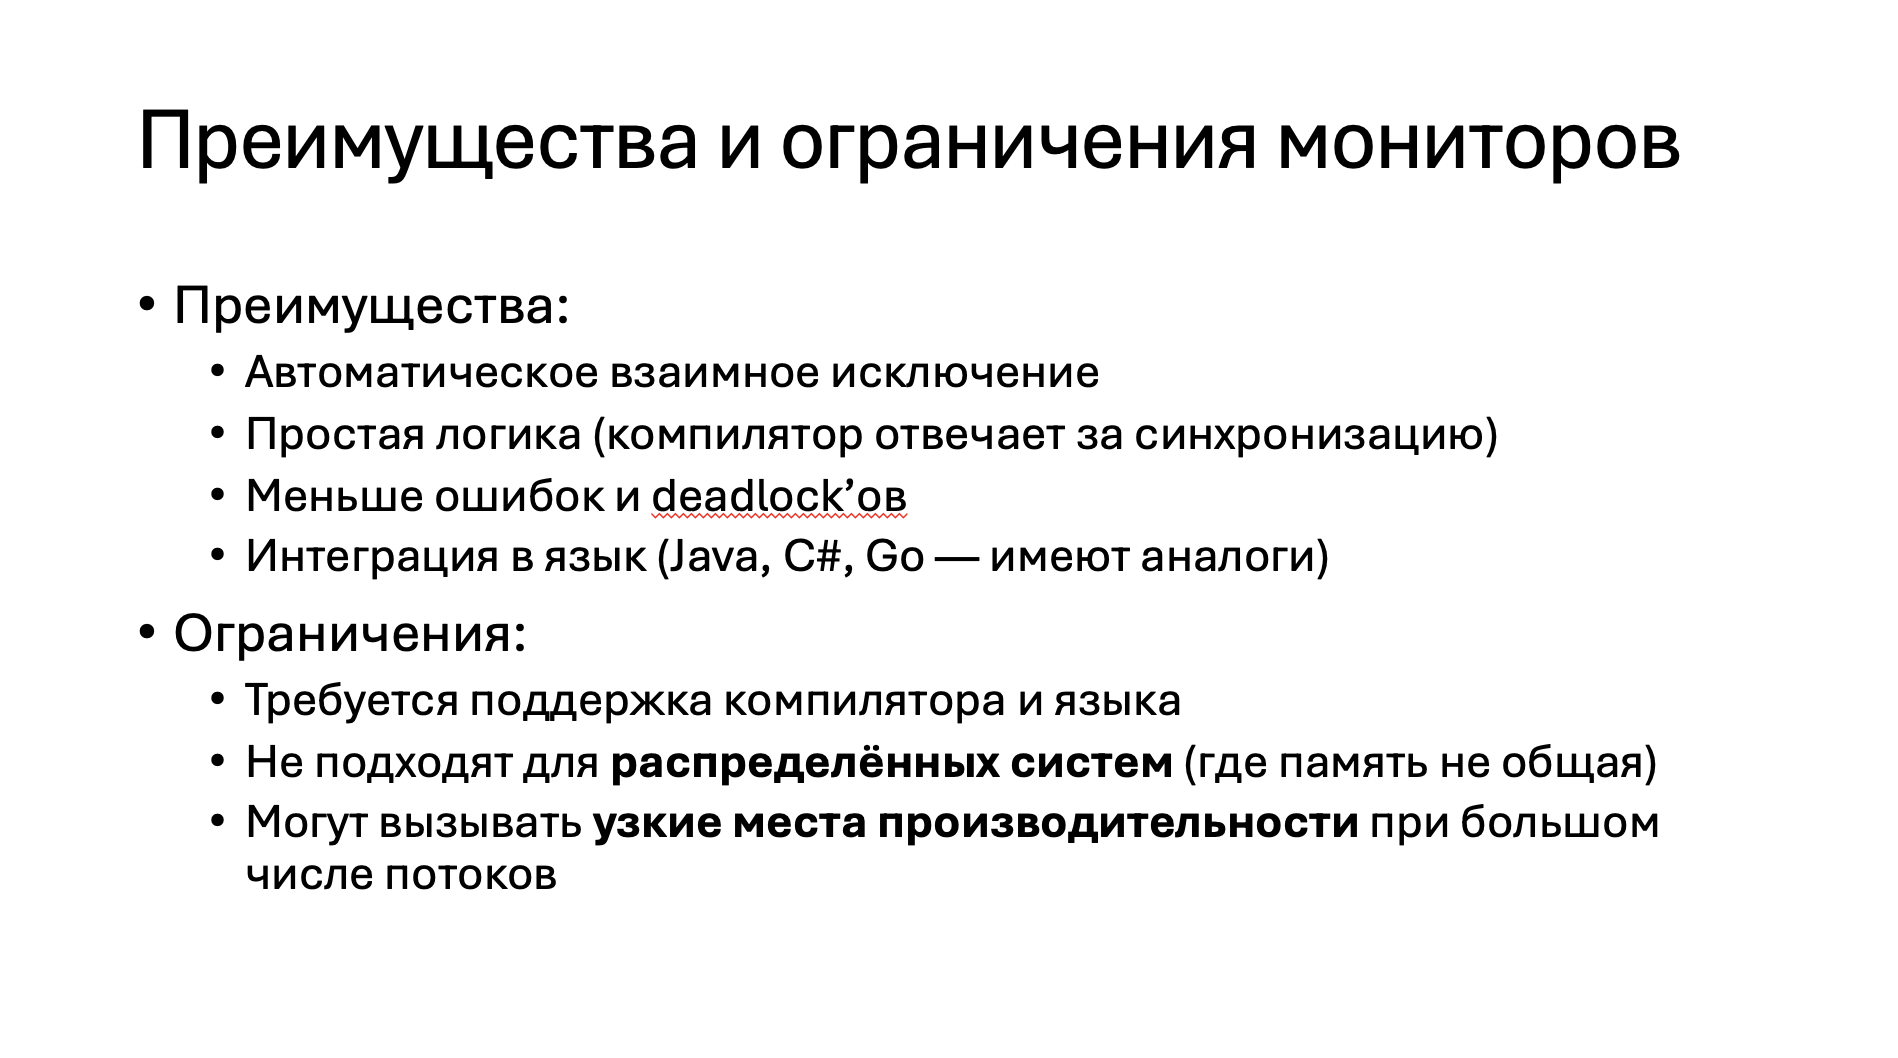 Преимущества и ограничения мониторов
• Преимущества:
• Автоматическое взаимное исключение
• Простая логика (компилятор отвечает за синхронизацию)
• Меньше ошибок и deadlock’ов
• Интеграция в язык (Java, C#, Go — имеют аналоги)
• Ограничения:
• Требуется поддержка компилятора и языка
• Не подходят для распределённых систем (где память не общая)
• Могут вызывать узкие места производительности при большом
числе потоков